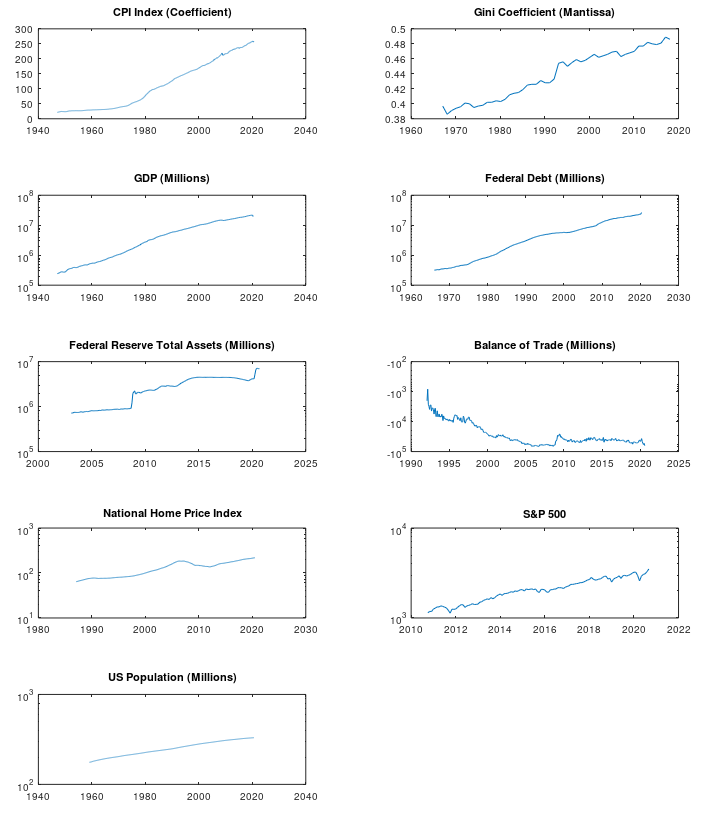 CPI Index (Coefficient)
300
250
200
150
100
50
0
1940 1960 1980 2000 2020 2040
Gini Coefficient (Mantissa)
0.5
0.48
0.46
0.44
0.42
0.4
0.38
1960 1970 1980 1990 2000 2010 2020
GDP (Millions)
10^8
10^7
10^6
10^5
1940 1960 1980 2000 2020 2040
Federal Debt (Millions)
10^8
10^7
10^6
10^5
1960 1970 1980 1990 2000 2010 2020 2030
Federal Reserve Total Assets (Millions)
10^7
10^6
10^5
2000 2005 2010 2015 2020 2025
Balance of Trade (Millions)
-10^2
-10^3
-10^4
-10^5
1990 1995 2000 2005 2010 2015 2020 2025
National Home Price Index
10^3
10^2
10^1
1980 1990 2000 2010 2020 2030
S&P 500
10^4
10^3
2010 2012 2014 2016 2018 2020 2022
US Population (Millions)
10^3
10^2
1940 1960 1980 2000 2020 2040